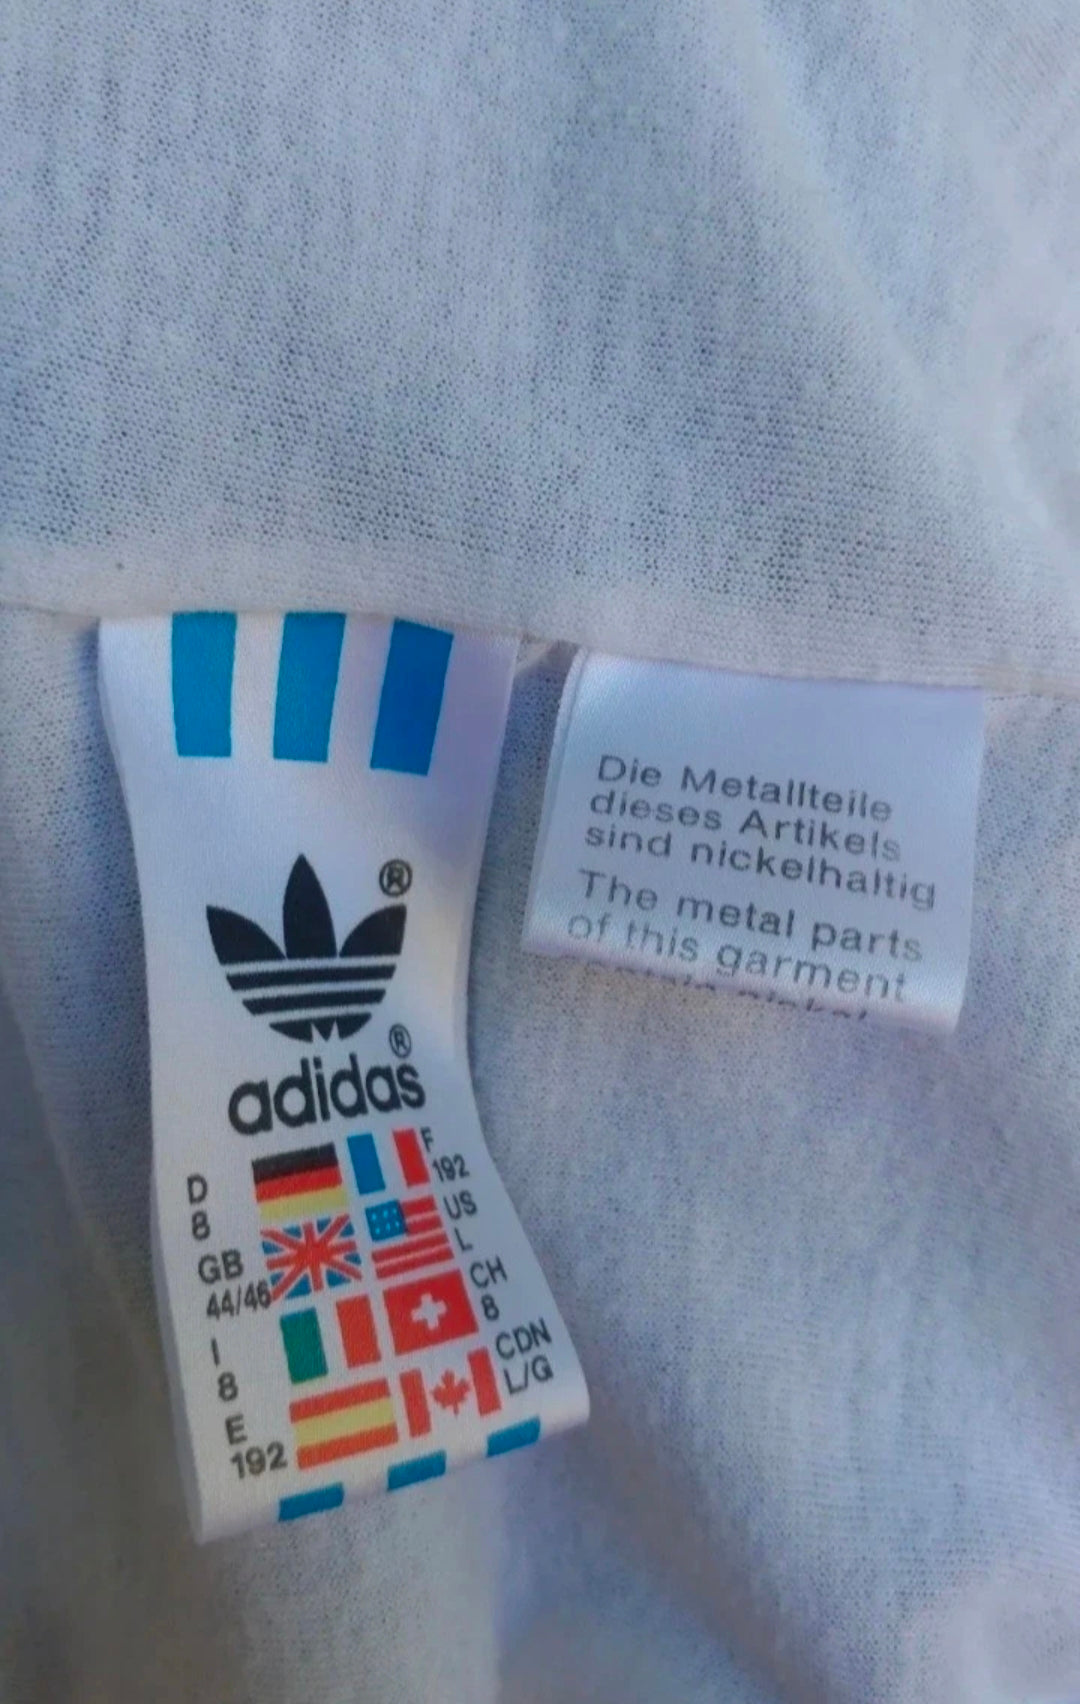 ®
adidas®
D
8
F
192
GB
44/46
US
L
I
8
CH
8
E
192
CDN
L/G
Die Metallteile
dieses Artikels
sind nickelhaltig
The metal parts
of this garment